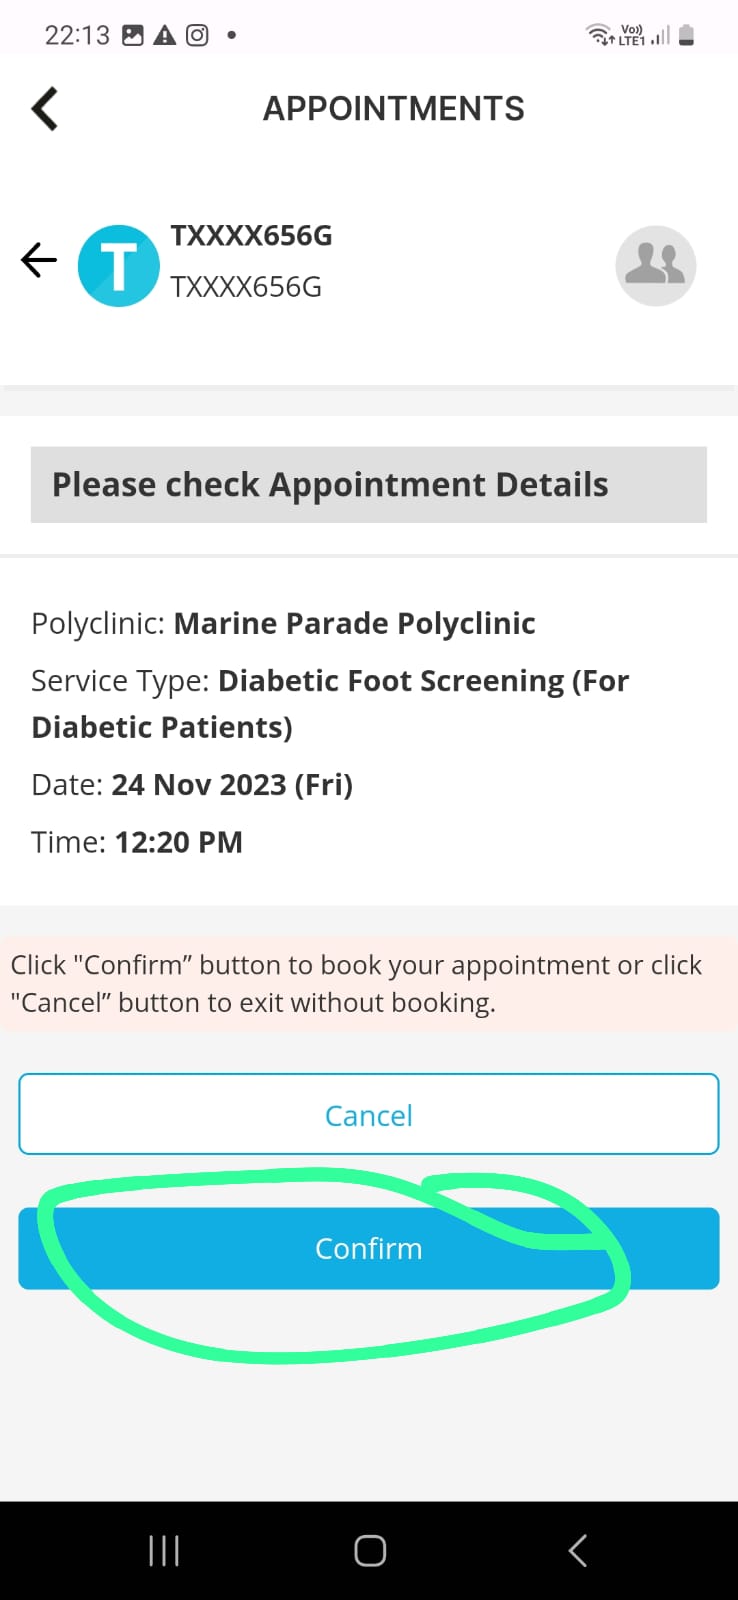 22:13
Vo))
LTE1
APPOINTMENTS
T
TXXXX656G
TXXXX656G
Please check Appointment Details
Polyclinic: Marine Parade Polyclinic
Service Type: Diabetic Foot Screening (For
Diabetic Patients)
Date: 24 Nov 2023 (Fri)
Time: 12:20 PM
Click "Confirm” button to book your appointment or click
"Cancel” button to exit without booking.
Cancel
Confirm